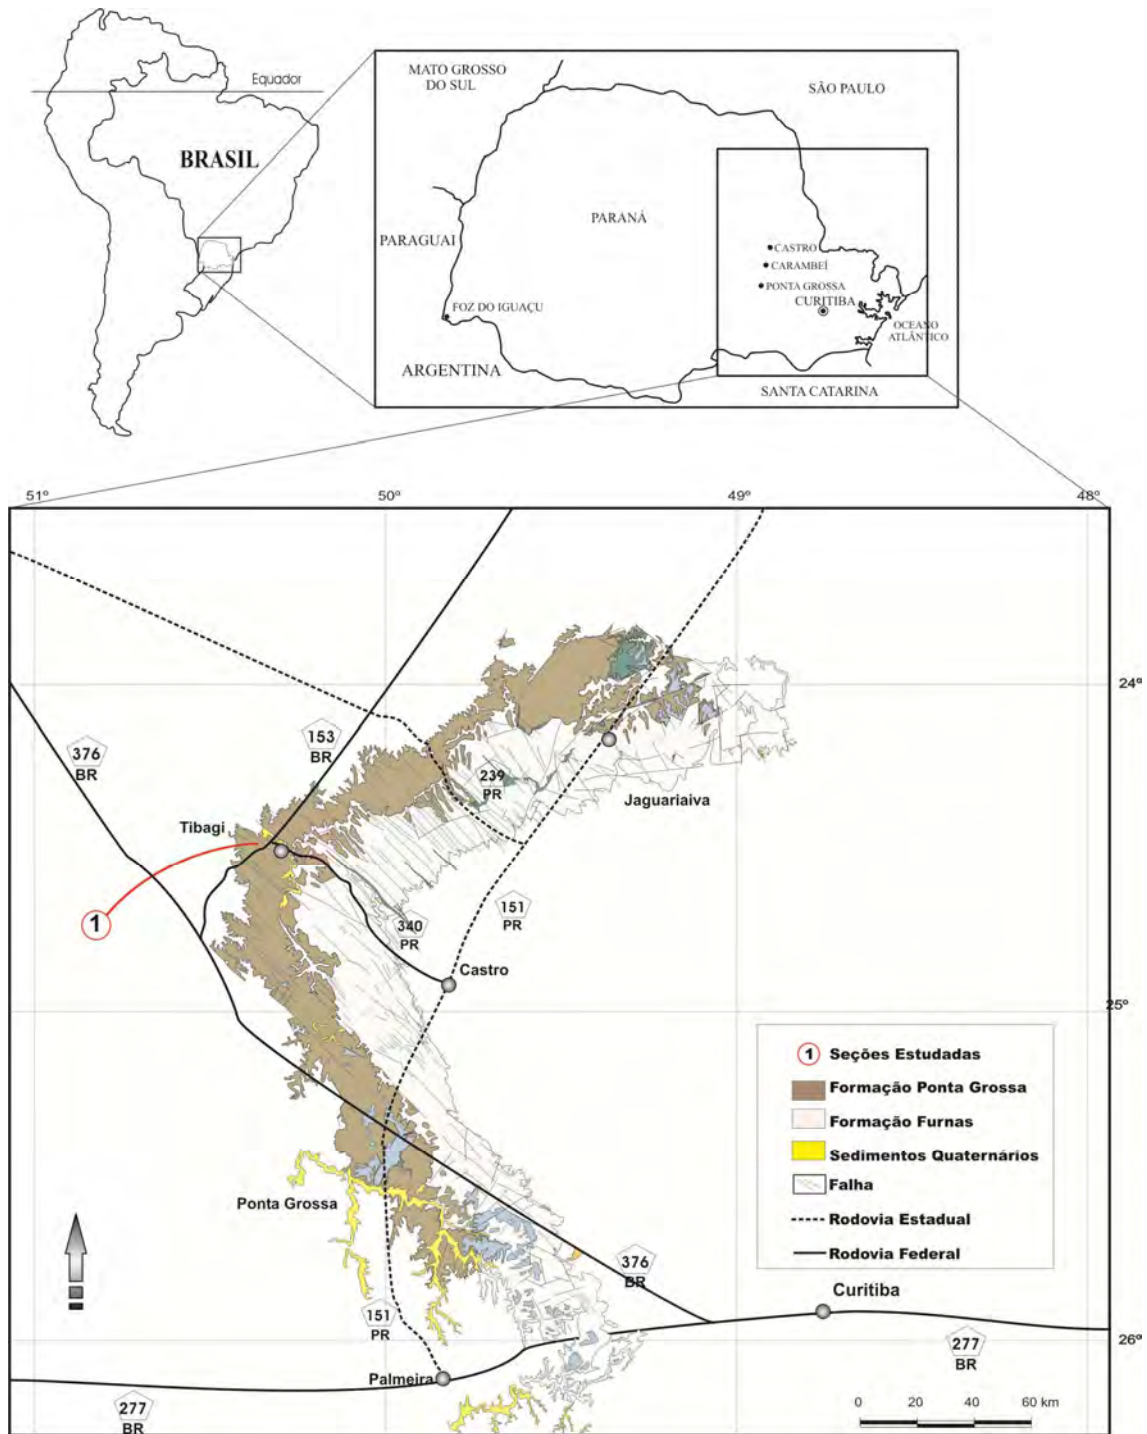 Equador
BRASIL
MATO GROSSO
DO SUL
SÃO PAULO
PARANÁ
PARAGUAI
CASTRO
CARAMBEÍ
PONTA GROSSA
CURITIBA
FOZ DO IGUAÇU
OCEANO
ATLÂNTICO
ARGENTINA
SANTA CATARINA
51º
50º
49º
48º
24º
153
BR
376
BR
239
PR
Jaguariaiva
Tibagi
1
151
PR
340
PR
Castro
25º
1 Seções Estudadas
Formação Ponta Grossa
Formação Furnas
Sedimentos Quaternários
Falha
Rodovia Estadual
Rodovia Federal
Ponta Grossa
376
BR
Curitiba
151
PR
277
BR
26º
Palmeira
277
BR
0 20 40 60 km